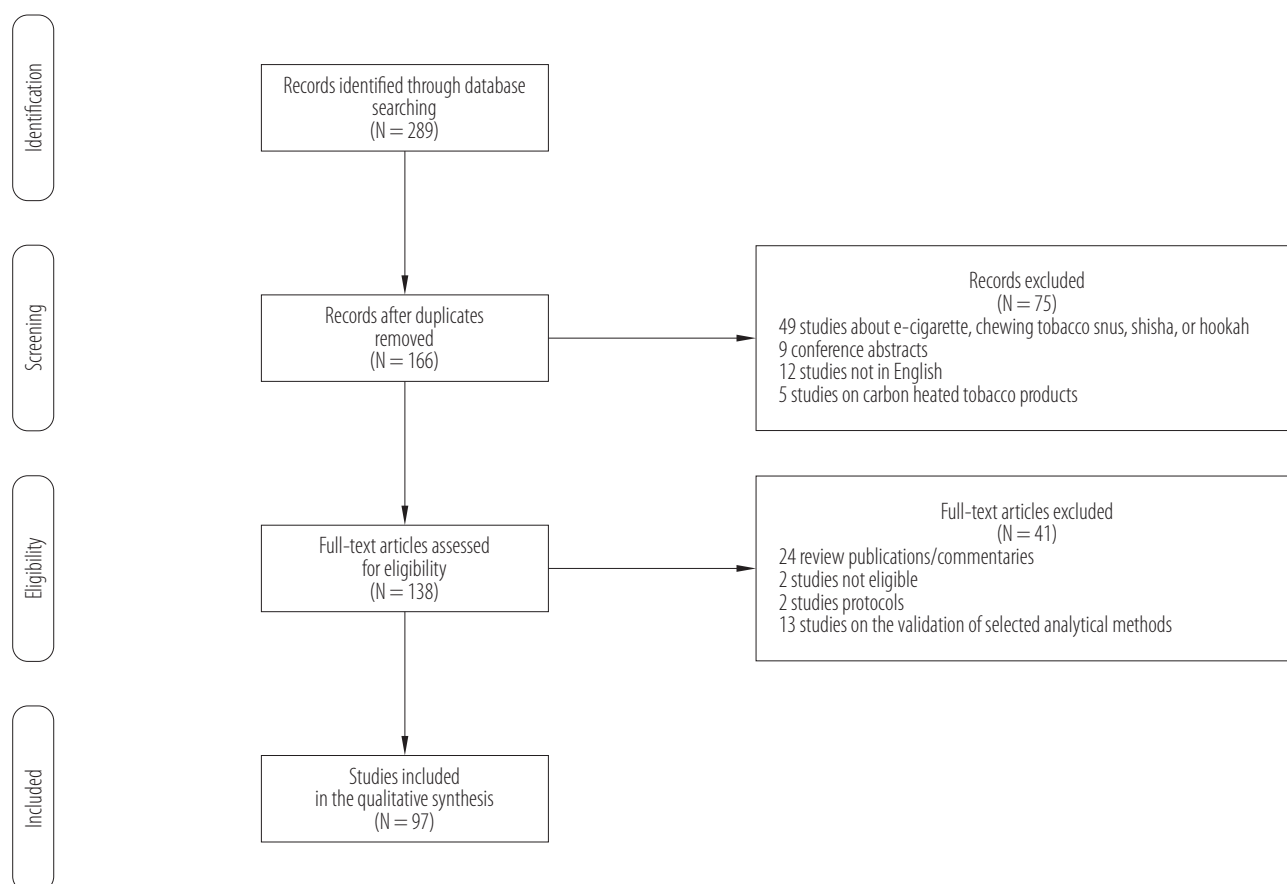 Identification
Records identified through database
searching
(N = 289)
Screening
Records after duplicates
removed
(N = 166)
Records excluded
(N = 75)
49 studies about e-cigarette, chewing tobacco snus, shisha, or hookah
9 conference abstracts
12 studies not in English
5 studies on carbon heated tobacco products
Eligibility
Full-text articles assessed
for eligibility
(N = 138)
Full-text articles excluded
(N = 41)
24 review publications/commentaries
2 studies not eligible
2 studies protocols
13 studies on the validation of selected analytical methods
Included
Studies included
in the qualitative synthesis
(N = 97)